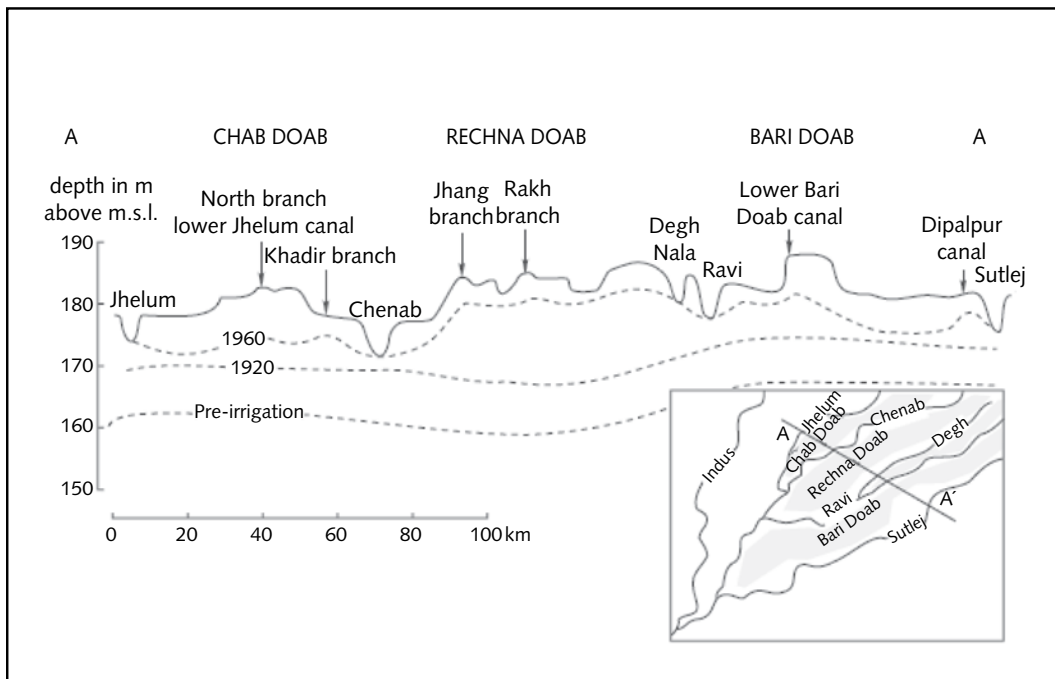 A
CHAB DOAB
RECHNA DOAB
BARI DOAB
A
depth in m
above m.s.l.
North branch
lower Jhelum canal
Khadir branch
Jhang
branch
Rakh
branch
Degh
Nala
Lower Bari
Doab canal
Dipalpur
canal
Jhelum
Chenab
Ravi
Sutlej
190
180
170
160
150
1960
1920
Pre-irrigation
0 20 40 60 80 100 km
Indus
A
Jhelum
Chab Doab
Chenab
Rechna Doab
Degh
Ravi
Bari Doab
Sutlej
A´